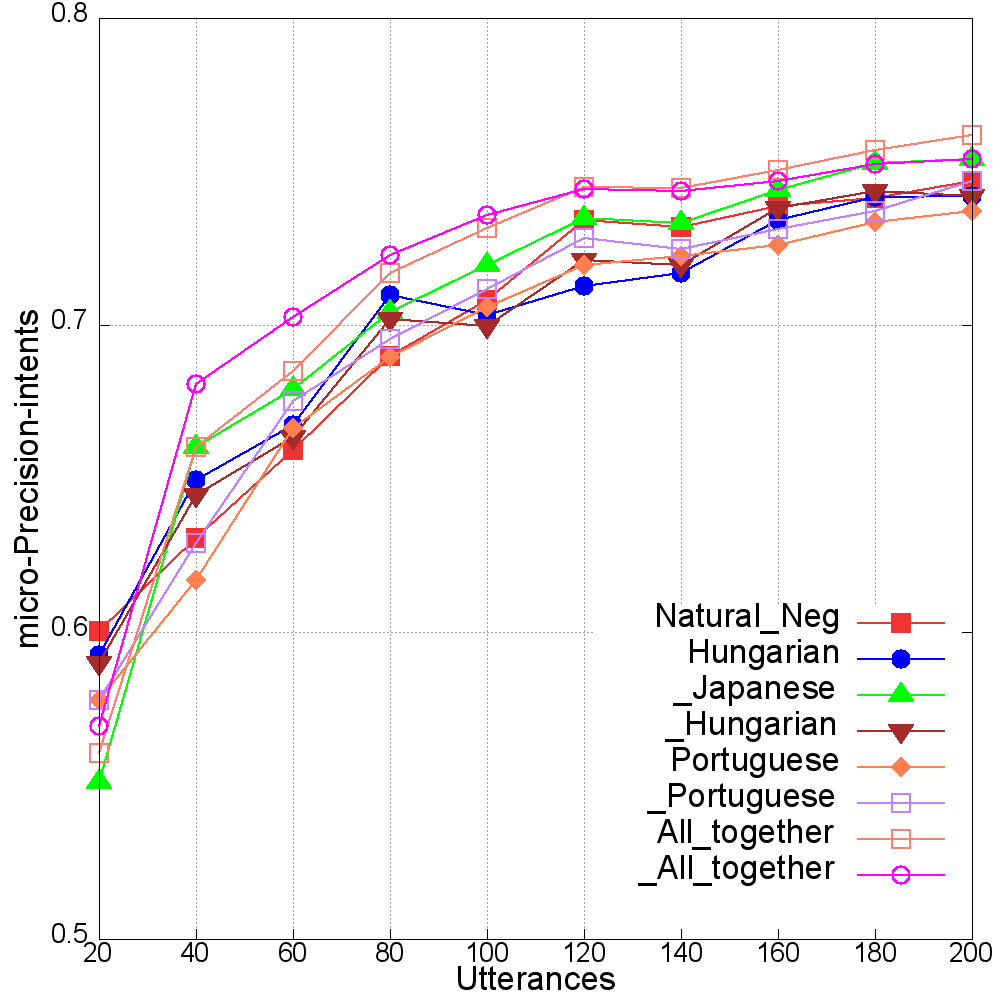 0.8
0.7
0.6
0.5
micro-Precision-intents
Natural_Neg
Hungarian
_Japanese
_Hungarian
Portuguese
_Portuguese
All_together
_All_together
20 40 60 80 100 120 140 160 180 200
Utterances